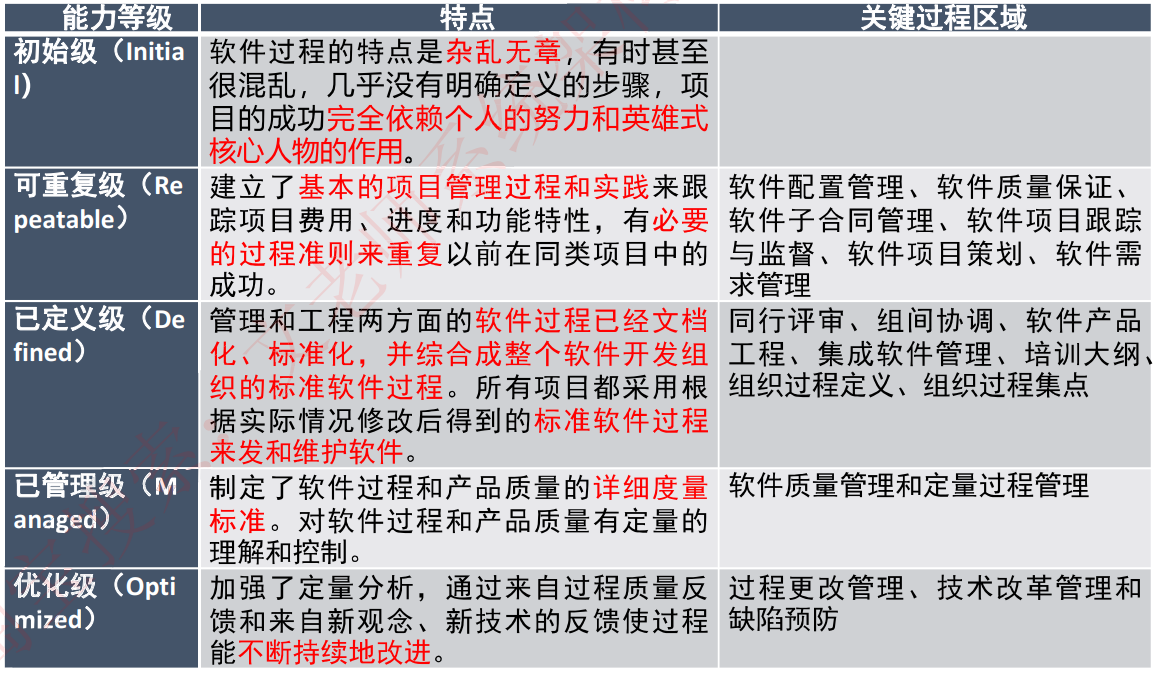 能力等级 特点 关键过程区域
初始级（Initia
l)
软件过程的特点是杂乱无章，有时甚至
很混乱，几乎没有明确定义的步骤，项
目的成功完全依赖个人的努力和英雄式
核心人物的作用。
可重复级（Re
peatable）
建立了基本的项目管理过程和实践来跟
踪项目费用、进度和功能特性，有必要
的过程准则来重复以前在同类项目中的
成功。
软件配置管理、软件质量保证、
软件子合同管理、软件项目跟踪
与监督、软件项目策划、软件需
求管理
已定义级（De
fined）
管理和工程两方面的软件过程已经文档
化、标准化，并综合成整个软件开发组
织的标准软件过程。所有项目都采用根
据实际情况修改后得到的标准软件过程
来发和维护软件。
同行评审、组间协调、软件产品
工程、集成软件管理、培训大纲、
组织过程定义、组织过程集点
已管理级（M
anaged）
制定了软件过程和产品质量的详细度量
标准。对软件过程和产品质量有定量的
理解和控制。
软件质量管理和定量过程管理
优化级（Opti
mized）
加强了定量分析，通过来自过程质量反
馈和来自新观念、新技术的反馈使过程
能不断持续地改进。
过程更改管理、技术改革管理和
缺陷预防